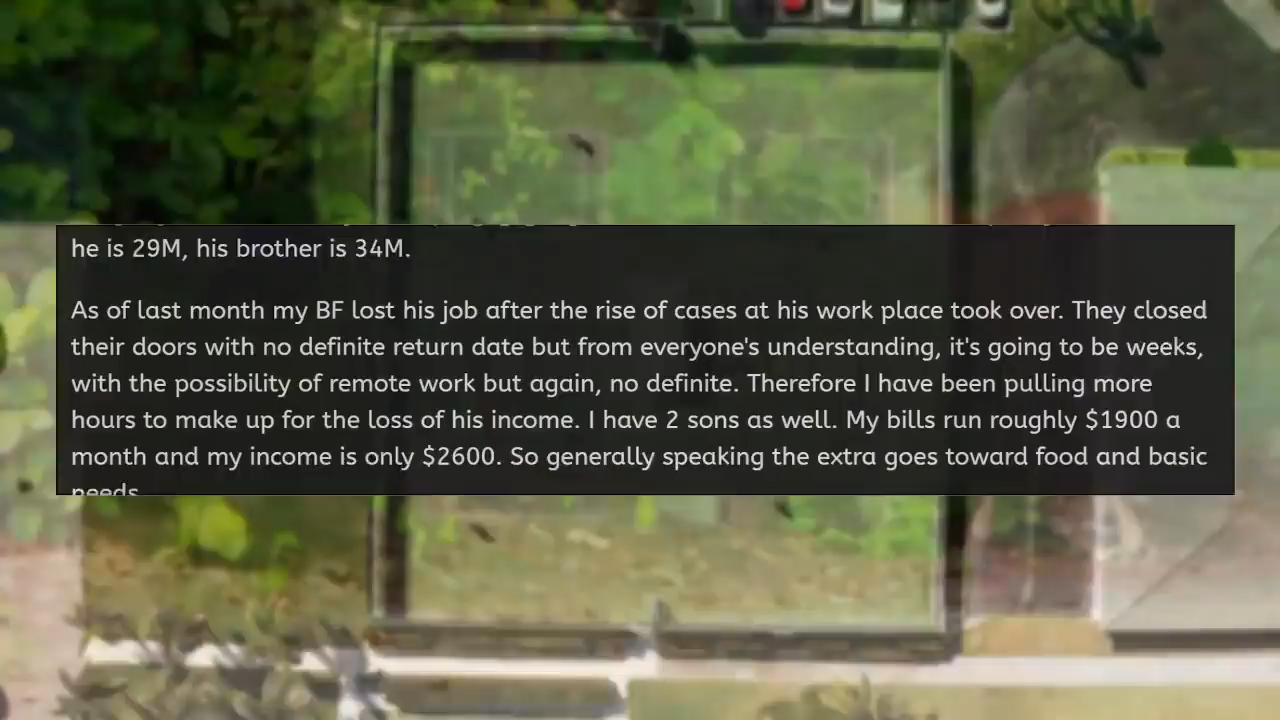 he is 29M, his brother is 34M.
As of last month my BF lost his job after the rise of cases at his work place took over. They closed
their doors with no definite return date but from everyone's understanding, it's going to be weeks,
with the possibility of remote work but again, no definite. Therefore I have been pulling more
hours to make up for the loss of his income. I have 2 sons as well. My bills run roughly $1900 a
month and my income is only $2600. So generally speaking the extra goes toward food and basic
needs